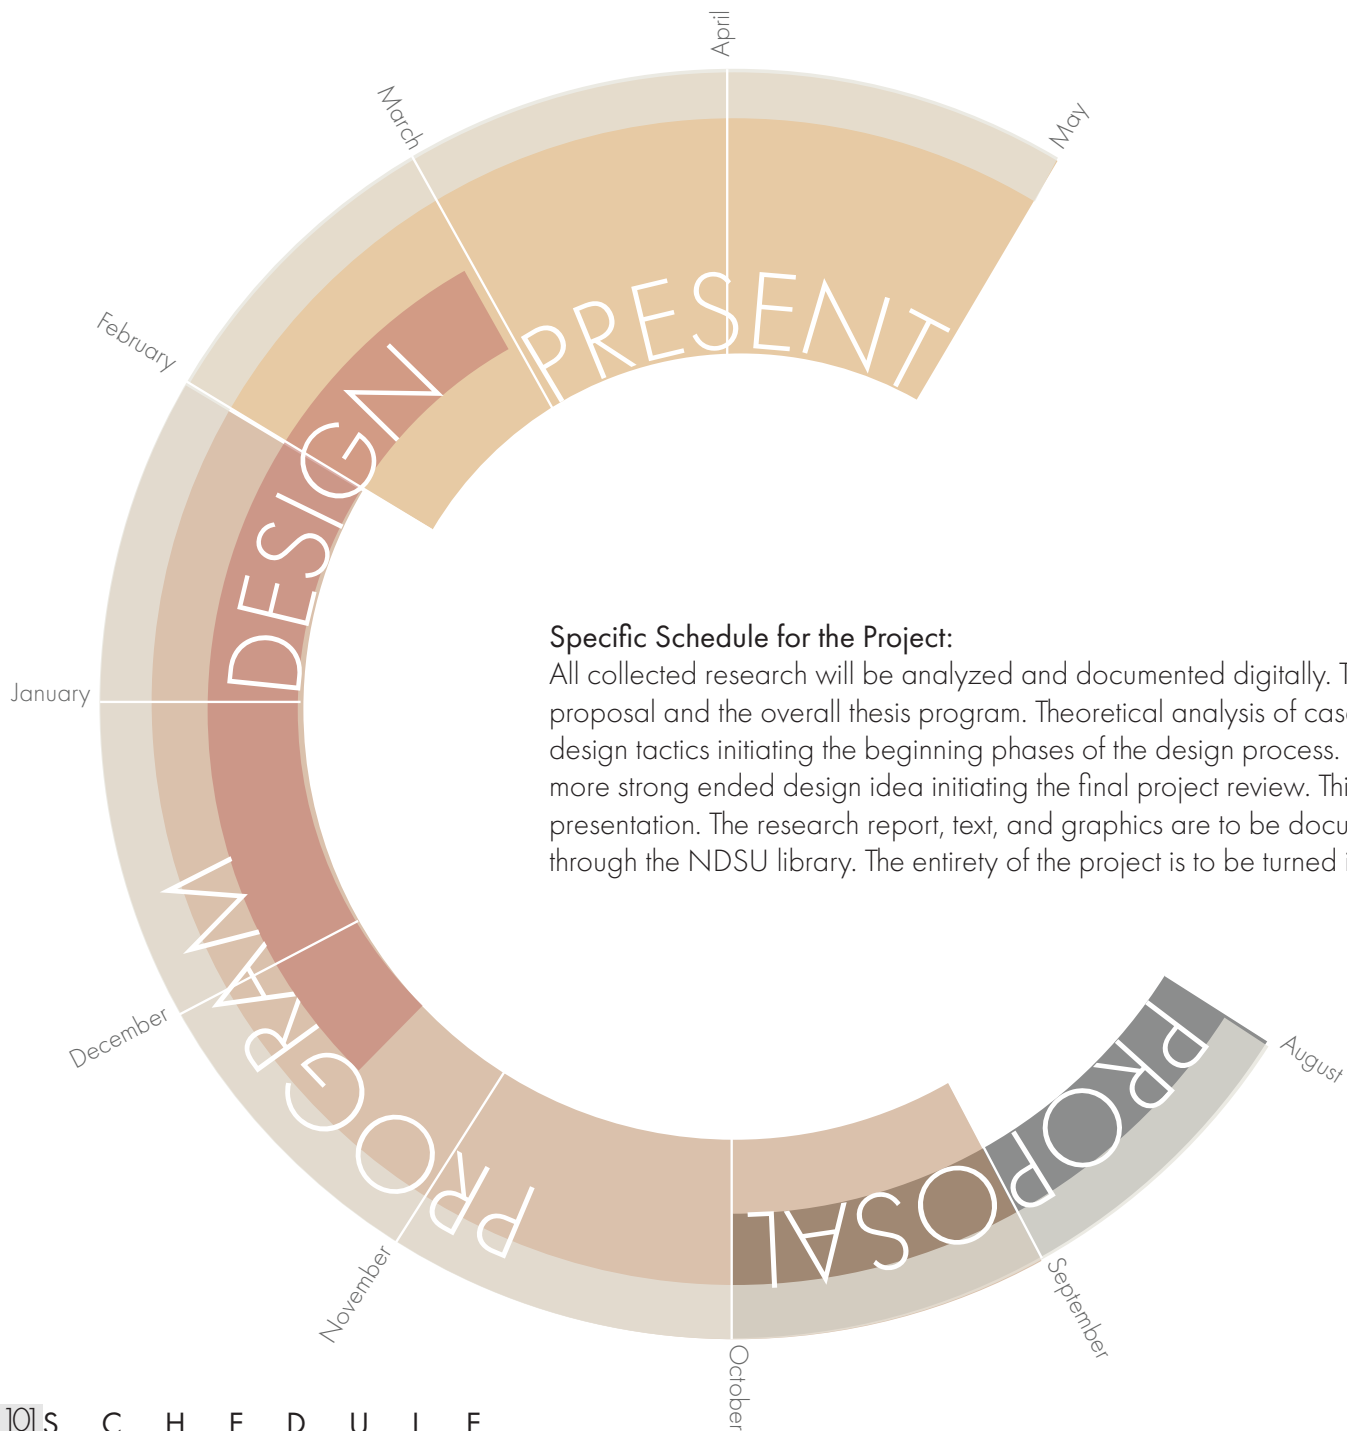 April
May
March
February
PRESENT
DESIGN
January
Specific Schedule for the Project:
All collected research will be analyzed and documented digitally.
proposal and the overall thesis program. Theoretical analysis of
design tactics initiating the beginning phases of the design process.
more strong ended design idea initiating the final project review.
presentation. The research report, text, and graphics are to be
through the NDSU library. The entirety of the project is to be turned
PROGRAM
December
PROPOSAL
August
November
September
October
101 SCHEDULE